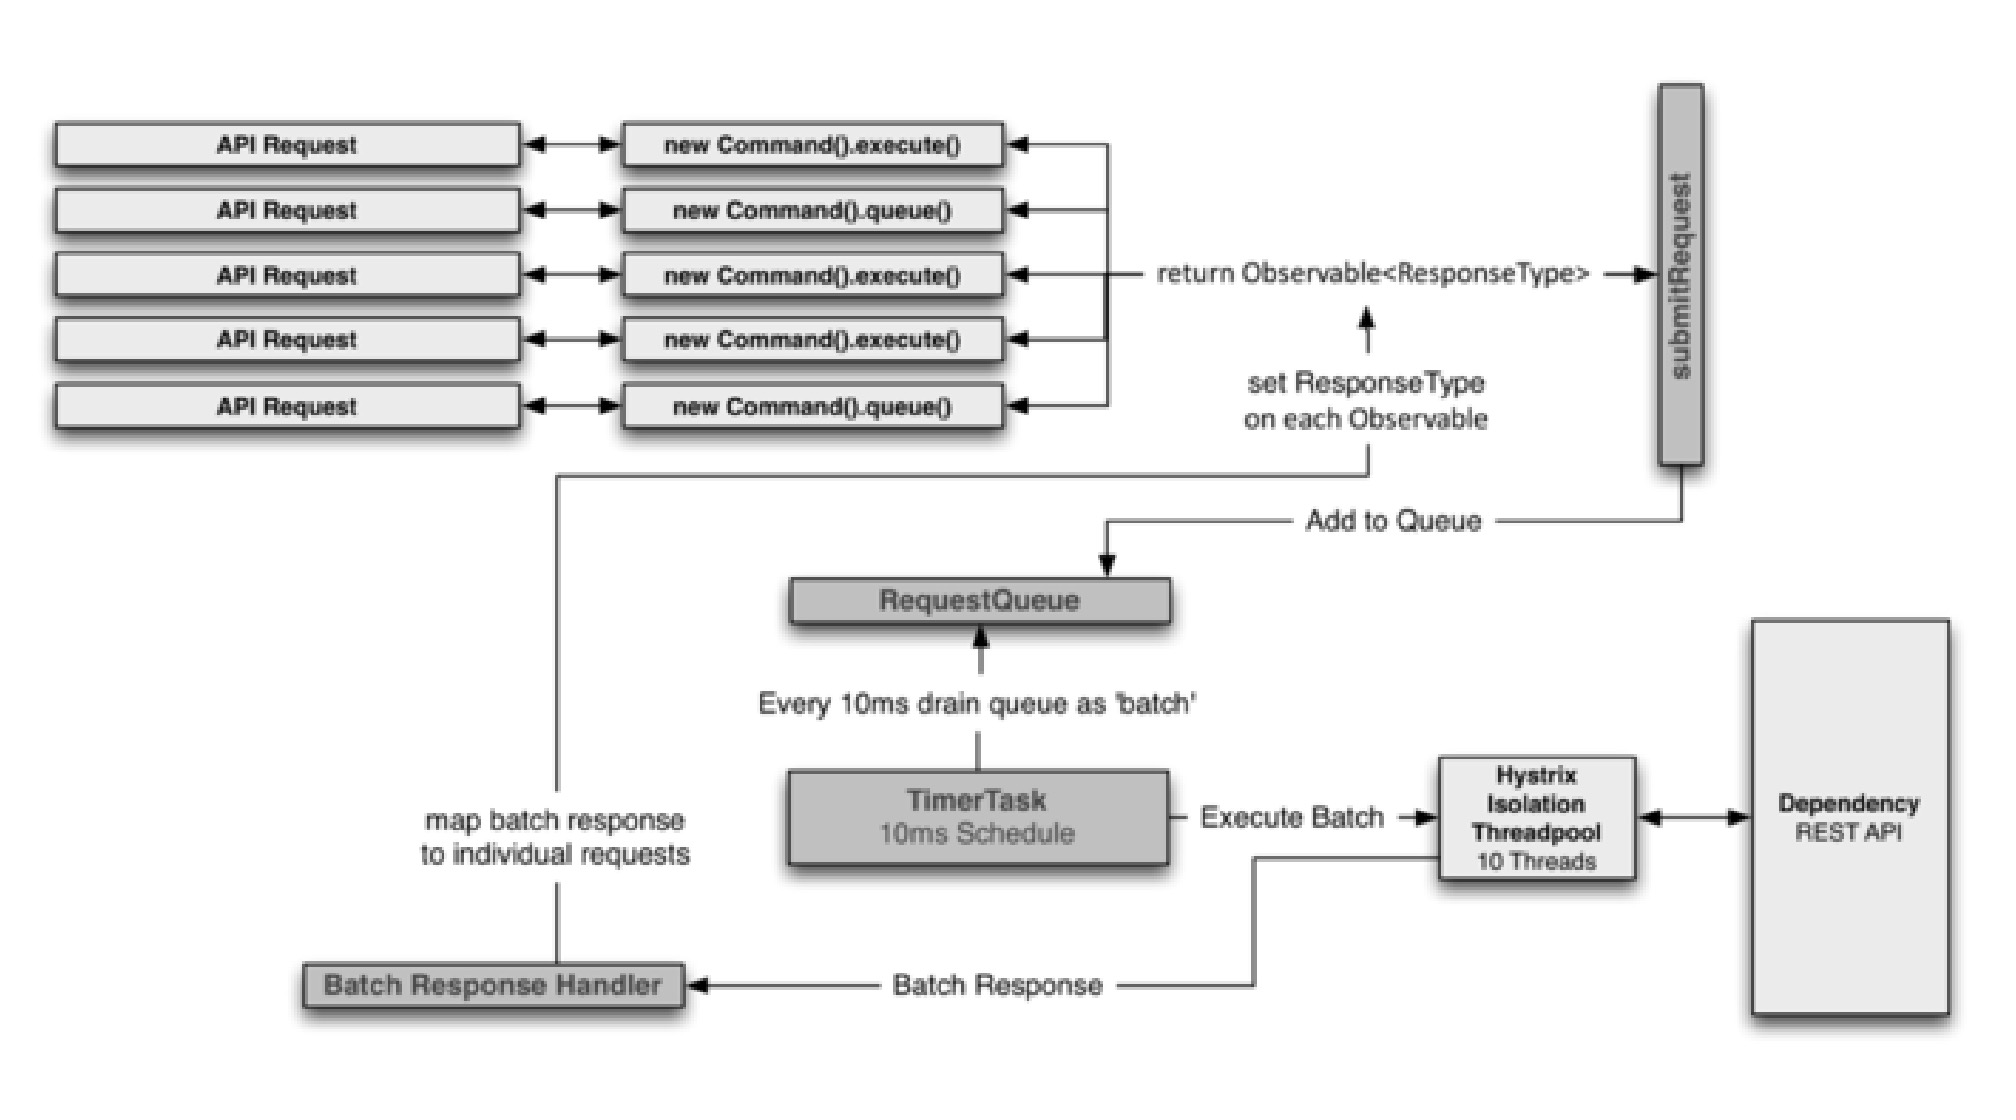 API Request
new Command().execute()
API Request
new Command().queue()
API Request
new Command().execute()
API Request
new Command().execute()
API Request
new Command().queue()
return Observable<ResponseType>
submitRequest
set ResponseType
on each Observable
Add to Queue
RequestQueue
Every 10ms drain queue as 'batch'
TimerTask
10ms Schedule
Execute Batch
Hystrix
Isolation
Threadpool
10 Threads
Dependency
REST API
map batch response
to individual requests
Batch Response Handler
Batch Response